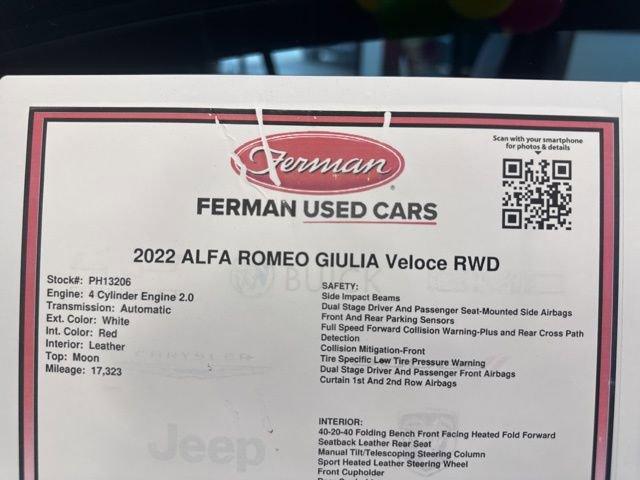 Scan with your smartphone
for photos & details
Ferman
FERMAN USED CARS
2022 ALFA ROMEO GIULIA Veloce RWD
BUICK
Stock#: PH13206
Engine: 4 Cylinder Engine 2.0
Transmission: Automatic
Ext. Color: White
Int. Color: Red
Interior: Leather
Top: Moon
Mileage: 17,323
CHRYSLER
Jeep
SAFETY:
Side Impact Beams
Dual Stage Driver And Passenger Seat-Mounted Side Airbags
Front And Rear Parking Sensors
Full Speed Forward Collision Warning-Plus and Rear Cross Path
Detection
Collision Mitigation-Front
Tire Specific Low Tire Pressure Warning
Dual Stage Driver And Passenger Front Airbags
Curtain 1st And 2nd Row Airbags
INTERIOR:
40-20-40 Folding Bench Front Facing Heated Fold Forward
Seatback Leather Rear Seat
Manual Tilt/Telescoping Steering Column
Sport Heated Leather Steering Wheel
Front Cupholder